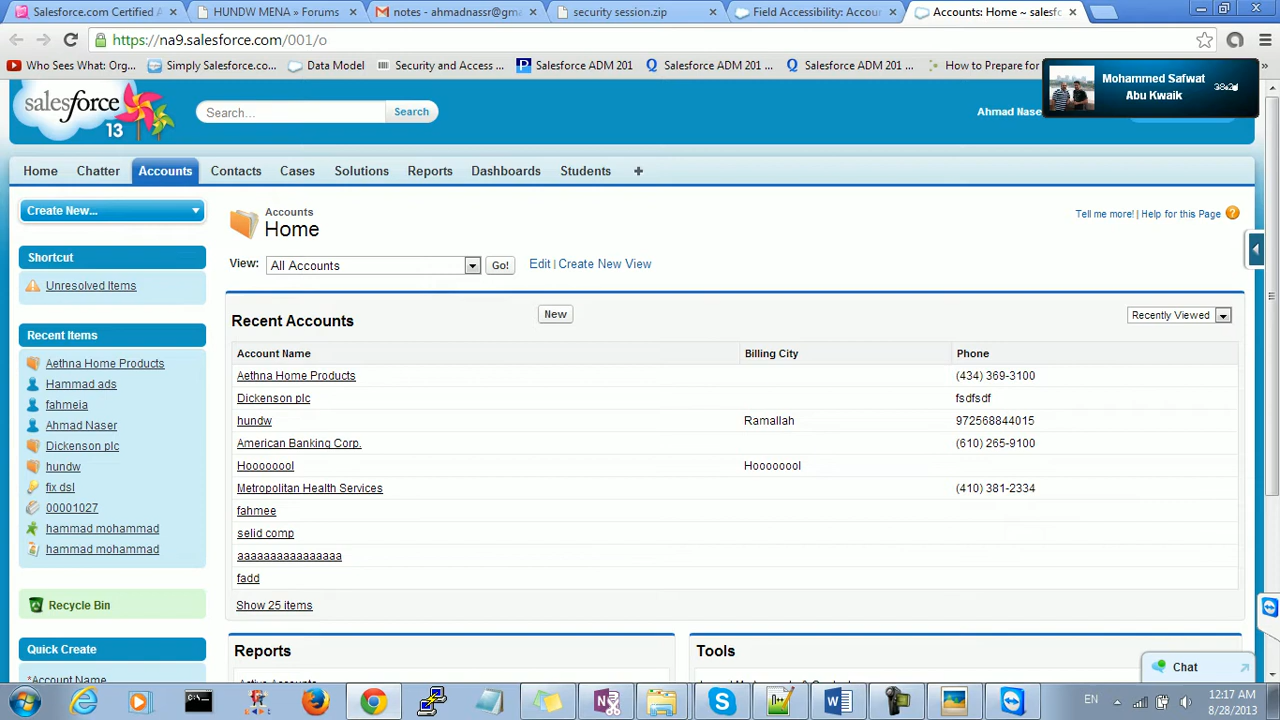 Salesforce.com Certified A
HUNDW MENA » Forums
notes - ahmadnassr@gma
security session.zip
Field Accessibility: Accou
Accounts: Home ~ salesfo
https://na9.salesforce.com/001/o
Who Sees What: Org...
Simply Salesforce.co...
Data Model
Security and Access ...
Salesforce ADM 201
Salesforce ADM 201 ...
Salesforce ADM 201 ...
How to Prepare for
»
Mohammed Safwat
Abu Kwaik
salesforce
13
Search...
Search
Ahmad Nase
Home
Chatter
Accounts
Contacts
Cases
Solutions
Reports
Dashboards
Students
+
Create New...
Shortcut
Unresolved Items
Recent Items
Aethna Home Products
Hammad ads
fahmeia
Ahmad Naser
Dickenson plc
hundw
fix dsl
00001027
hammad mohammad
hammad mohammad
Recycle Bin
Quick Create
*Account Name
Accounts
Home
Tell me more! | Help for this Page ?
View: All Accounts Go! Edit | Create New View
Recent Accounts New Recently Viewed
Account Name Billing City Phone
Aethna Home Products (434) 369-3100
Dickenson plc fsdfsdf
hundw Ramallah 972568844015
American Banking Corp. (610) 265-9100
Hooooool Hooooool
Metropolitan Health Services (410) 381-2334
fahmee
selid comp
aaaaaaaaaaaaaaaa
fadd
Show 25 items
Reports
Tools
Active Accounts
Chat
EN
12:17 AM
8/28/2013